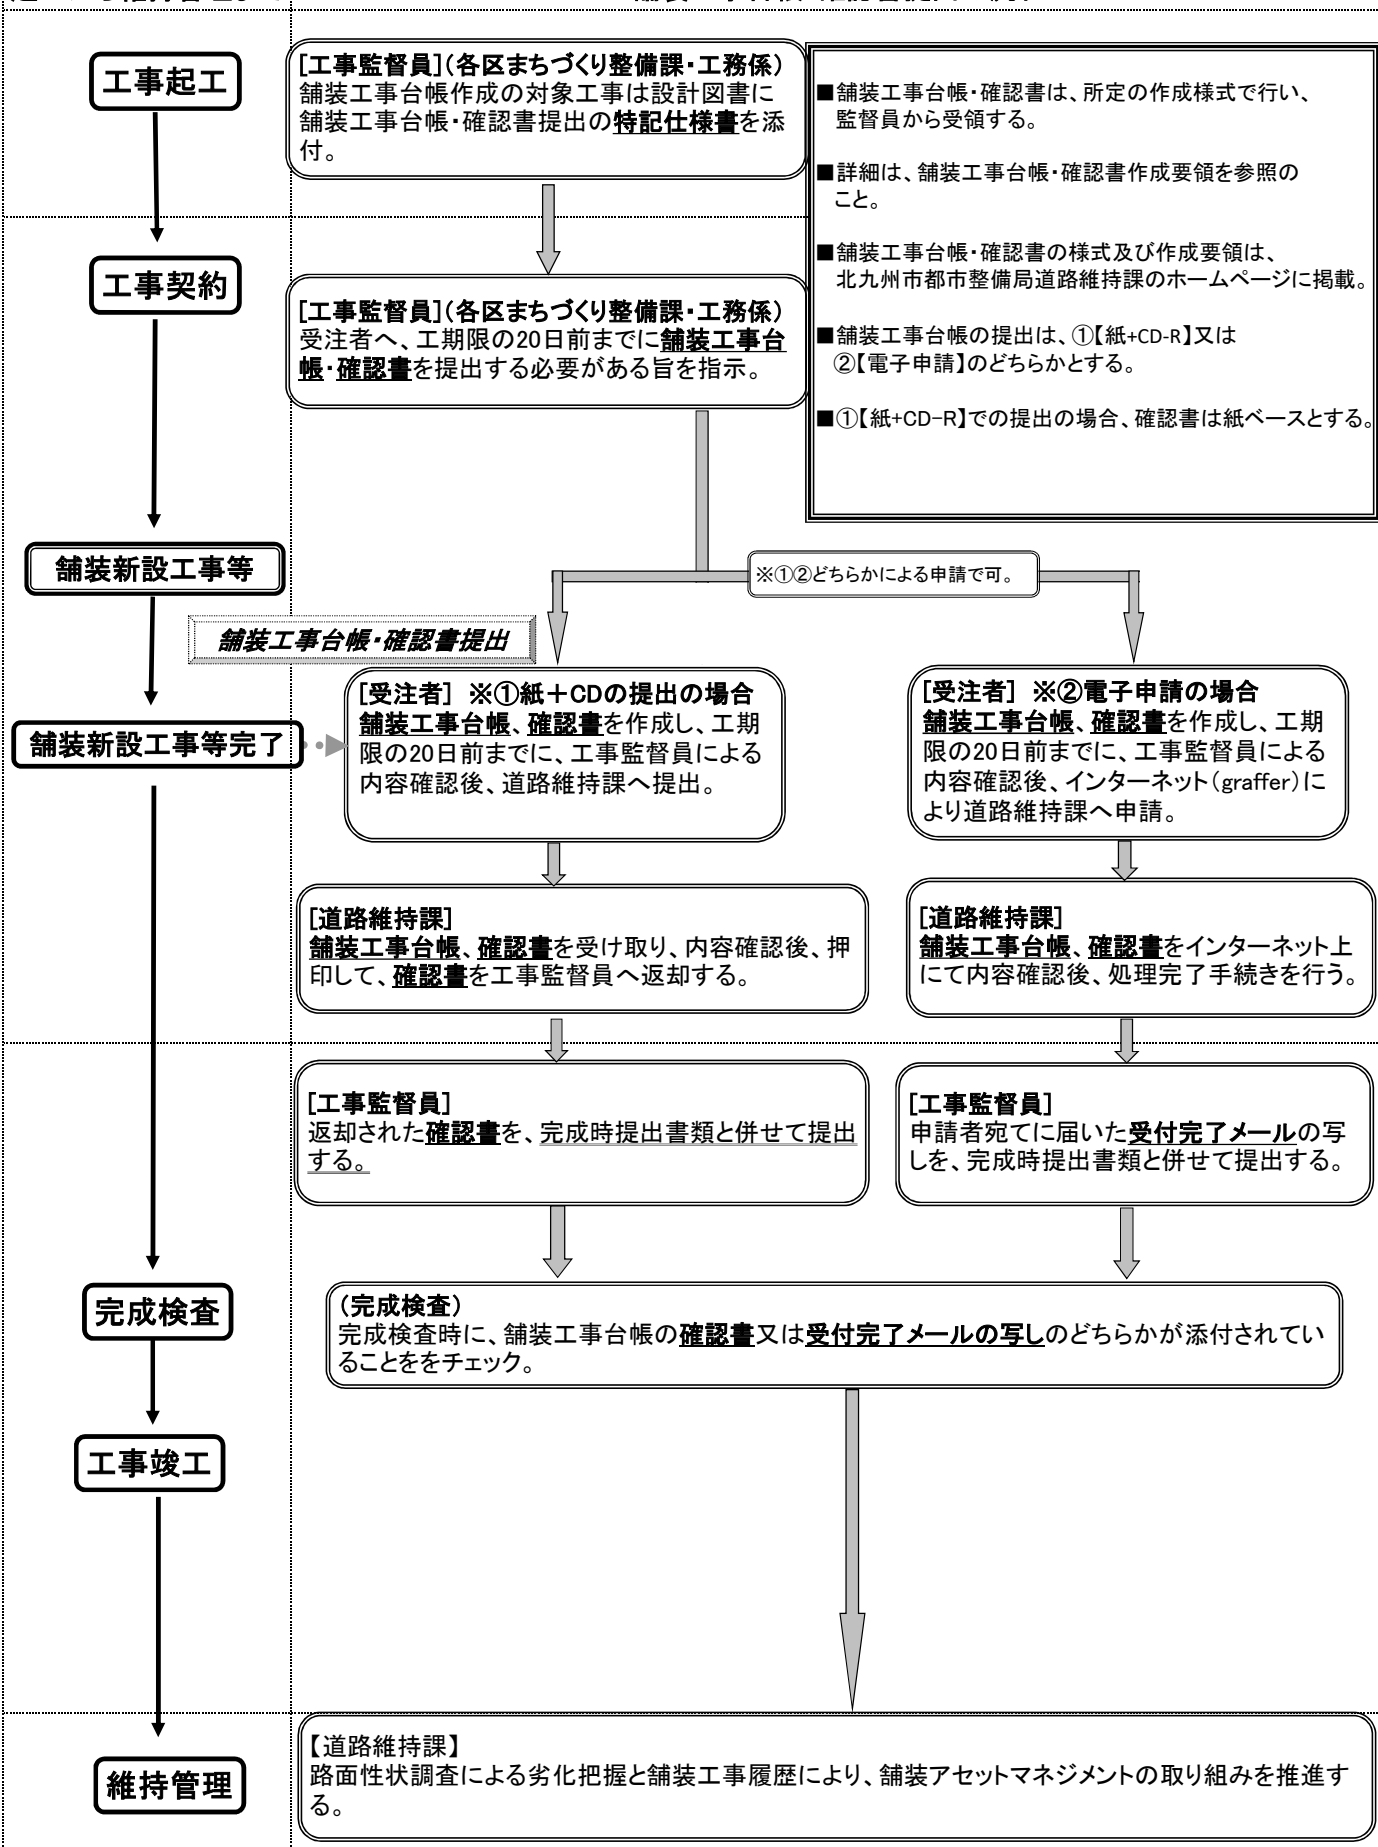 工事起工
[工事監督員](各区まちづくり整備課・工務係)
舗装工事台帳作成の対象工事は設計図書に
舗装工事台帳・確認書提出の特記仕様書を添
付。
■舗装工事台帳・確認書は、所定の作成様式で行い、
監督員から受領する。
■詳細は、舗装工事台帳・確認書作成要領を参照の
こと。
■舗装工事台帳・確認書の様式及び作成要領は、
北九州市都市整備局道路維持課のホームページに掲載。
■舗装工事台帳の提出は、①【紙+CD-R】又は
②【電子申請】のどちらかとする。
■①【紙+CD-R】での提出の場合、確認書は紙ベースとする。
工事契約
[工事監督員](各区まちづくり整備課・工務係)
受注者へ、工期限の20日前までに舗装工事台
帳・確認書を提出する必要がある旨を指示。
舗装新設工事等
※①②どちらかによる申請で可。
舗装工事台帳・確認書提出
舗装新設工事等完了
[受注者] ※①紙+CDの提出の場合
舗装工事台帳、確認書を作成し、工期
限の20日前までに、工事監督員による
内容確認後、道路維持課へ提出。
[受注者] ※②電子申請の場合
舗装工事台帳、確認書を作成し、工期
限の20日前までに、工事監督員による
内容確認後、インターネット(graffer)に
より道路維持課へ申請。
[道路維持課]
舗装工事台帳、確認書を受け取り、内容確認後、押
印して、確認書を工事監督員へ返却する。
[道路維持課]
舗装工事台帳、確認書をインターネット上
にて内容確認後、処理完了手続きを行う。
[工事監督員]
返却された確認書を、完成時提出書類と併せて提出
する。
[工事監督員]
申請者宛てに届いた受付完了メールの写
しを、完成時提出書類と併せて提出する。
完成検査
(完成検査)
完成検査時に、舗装工事台帳の確認書又は受付完了メールの写しのどちらかが添付されてい
ることををチェック。
工事竣工
維持管理
【道路維持課】
路面性状調査による劣化把握と舗装工事履歴により、舗装アセットマネジメントの取り組みを推進す
る。